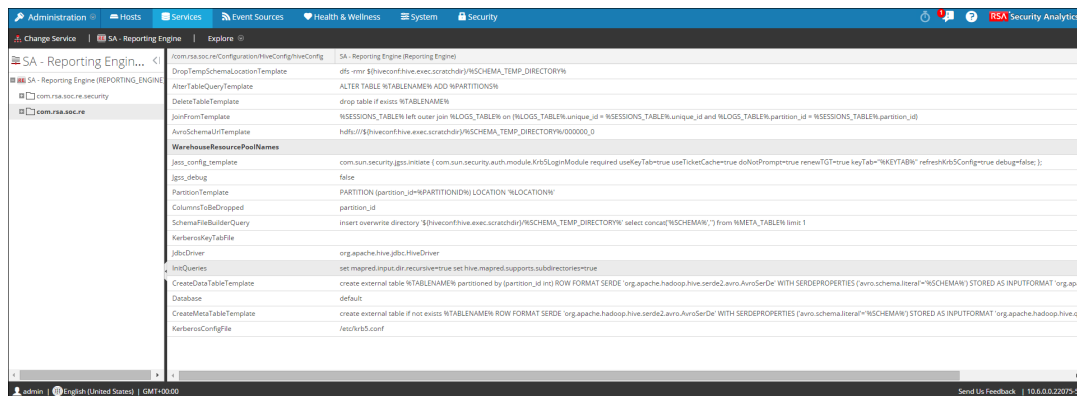 Administration Hosts Services Event Sources Health & Wellness System Security 1 RSA Security Analytics
Change Service | SA - Reporting Engine | Explore
SA - Reporting Engin...
SA - Reporting Engine (REPORTING_ENGINE
com.rsa.soc.re.security
com.rsa.soc.re
/com.rsa.soc.re/Configuration/HiveConfig/hiveConfig SA - Reporting Engine (Reporting Engine)
DropTempSchemaLocationTemplate dfs -rmr ${hiveconf:hive.exec.scratchdir}/%SCHEMA_TEMP_DIRECTORY%
AlterTableQueryTemplate ALTER TABLE %TABLENAME% ADD %PARTITIONS%
DeleteTableTemplate drop table if exists %TABLENAME%
JoinFromTemplate %SESSIONS_TABLE% left outer join %LOGS_TABLE% on (%LOGS_TABLE%.unique_id = %SESSIONS_TABLE%.unique_id and %LOGS_TABLE%.partition_id = %SESSIONS_TABLE%.partition_id)
AvroSchemaUrlTemplate hdfs:///${hiveconf:hive.exec.scratchdir}/%SCHEMA_TEMP_DIRECTORY%/000000_0
WarehouseResourcePoolNames
Jass_config_template com.sun.security.jgss.initiate { com.sun.security.auth.module.Krb5LoginModule required useKeyTab=true useTicketCache=true doNotPrompt=true renewTGT=true keyTab="%KEYTAB%" refreshKrb5Config=true debug=false; };
Jgss_debug false
PartitionTemplate PARTITION (partition_id=%PARTITIONID%) LOCATION '%LOCATION%'
ColumnsToBeDropped partition_id
SchemaFileBuilderQuery insert overwrite directory '${hiveconf:hive.exec.scratchdir}/%SCHEMA_TEMP_DIRECTORY%' select concat('%SCHEMA%','') from %META_TABLE% limit 1
KerberosKeyTabFile
JdbcDriver org.apache.hive.jdbc.HiveDriver
InitQueries set mapred.input.dir.recursive=true set hive.mapred.supports.subdirectories=true
CreateDataTableTemplate create external table %TABLENAME% partitioned by (partition_id int) ROW FORMAT SERDE 'org.apache.hadoop.hive.serde2.avro.AvroSerDe' WITH SERDEPROPERTIES ('avro.schema.literal'='%SCHEMA%') STORED AS INPUTFORMAT 'org.ap
Database default
CreateMetaTableTemplate create external table if not exists %TABLENAME% ROW FORMAT SERDE 'org.apache.hadoop.hive.serde2.avro.AvroSerDe' WITH SERDEPROPERTIES ('avro.schema.literal'='%SCHEMA%') STORED AS INPUTFORMAT 'org.apache.hadoop.hive.q
KerberosConfigFile /etc/krb5.conf
admin | English (United States) | GMT+00:00 Send Us Feedback | 10.6.0.0.22075-5